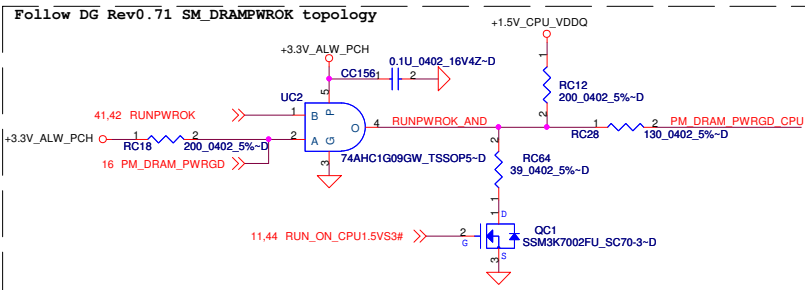 Follow DG Rev0.71 SM_DRAMPWROK topology
+1.5V_CPU_VDDQ
+3.3V_ALW_PCH
0.1U_0402_16V4Z~D
CC156
1 2
1
RC12
200_0402_5%~D
2
UC2
5
41,42 RUNPWROK
1 B P
4 RUNPWROK_AND
O
1 2 PM_DRAM_PWRGD_CPU
RC28 130_0402_5%~D
+3.3V_ALW_PCH
1 2
RC18 200_0402_5%~D
2 A G
16 PM_DRAM_PWRGD
3
74AHC1G09GW_TSSOP5~D
2
RC64
39_0402_5%~D
1
1 D
QC1
SSM3K7002FU_SC70-3~D
11,44 RUN_ON_CPU1.5VS3#
2
G
S
3